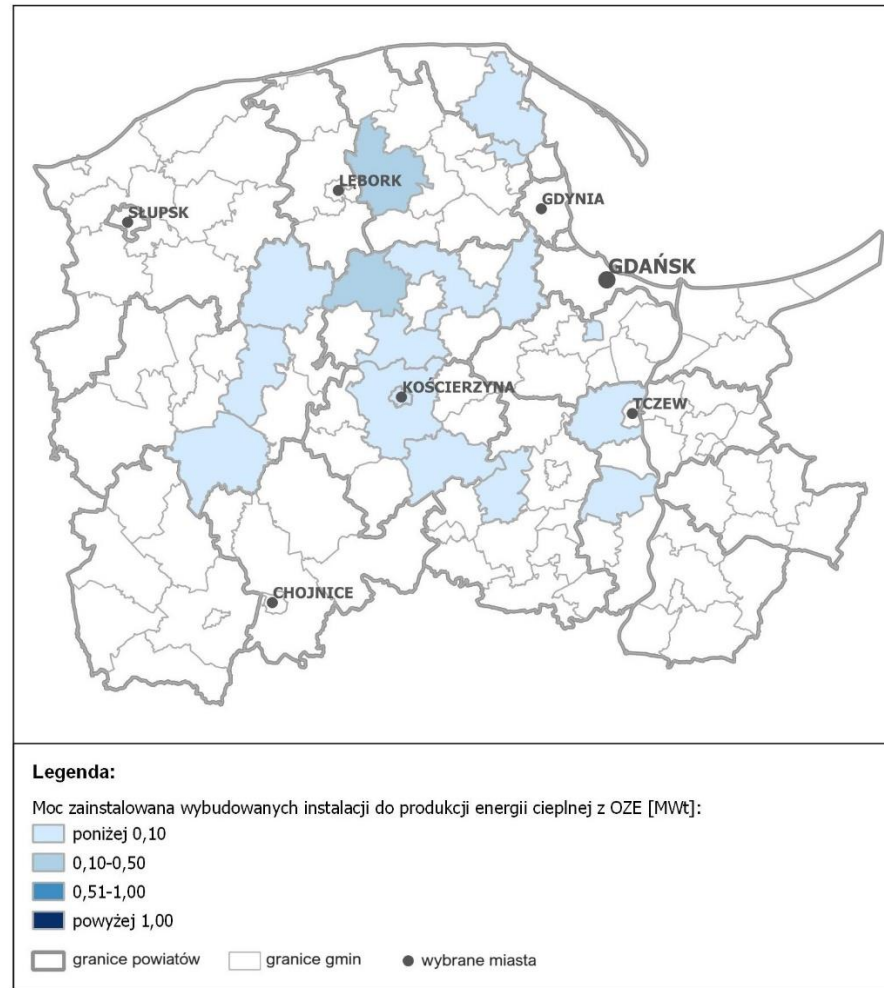 LĘBORK
SŁUPSK
GDYNIA
GDAŃSK
KOŚCIERZYNA
TCZEW
CHOJNICE
Legenda:
Moc zainstalowana wybudowanych instalacji do produkcji energii cieplnej z OZE [MWt]:
poniżej 0,10
0,10-0,50
0,51-1,00
powyżej 1,00
granice powiatów granice gmin wybrane miasta